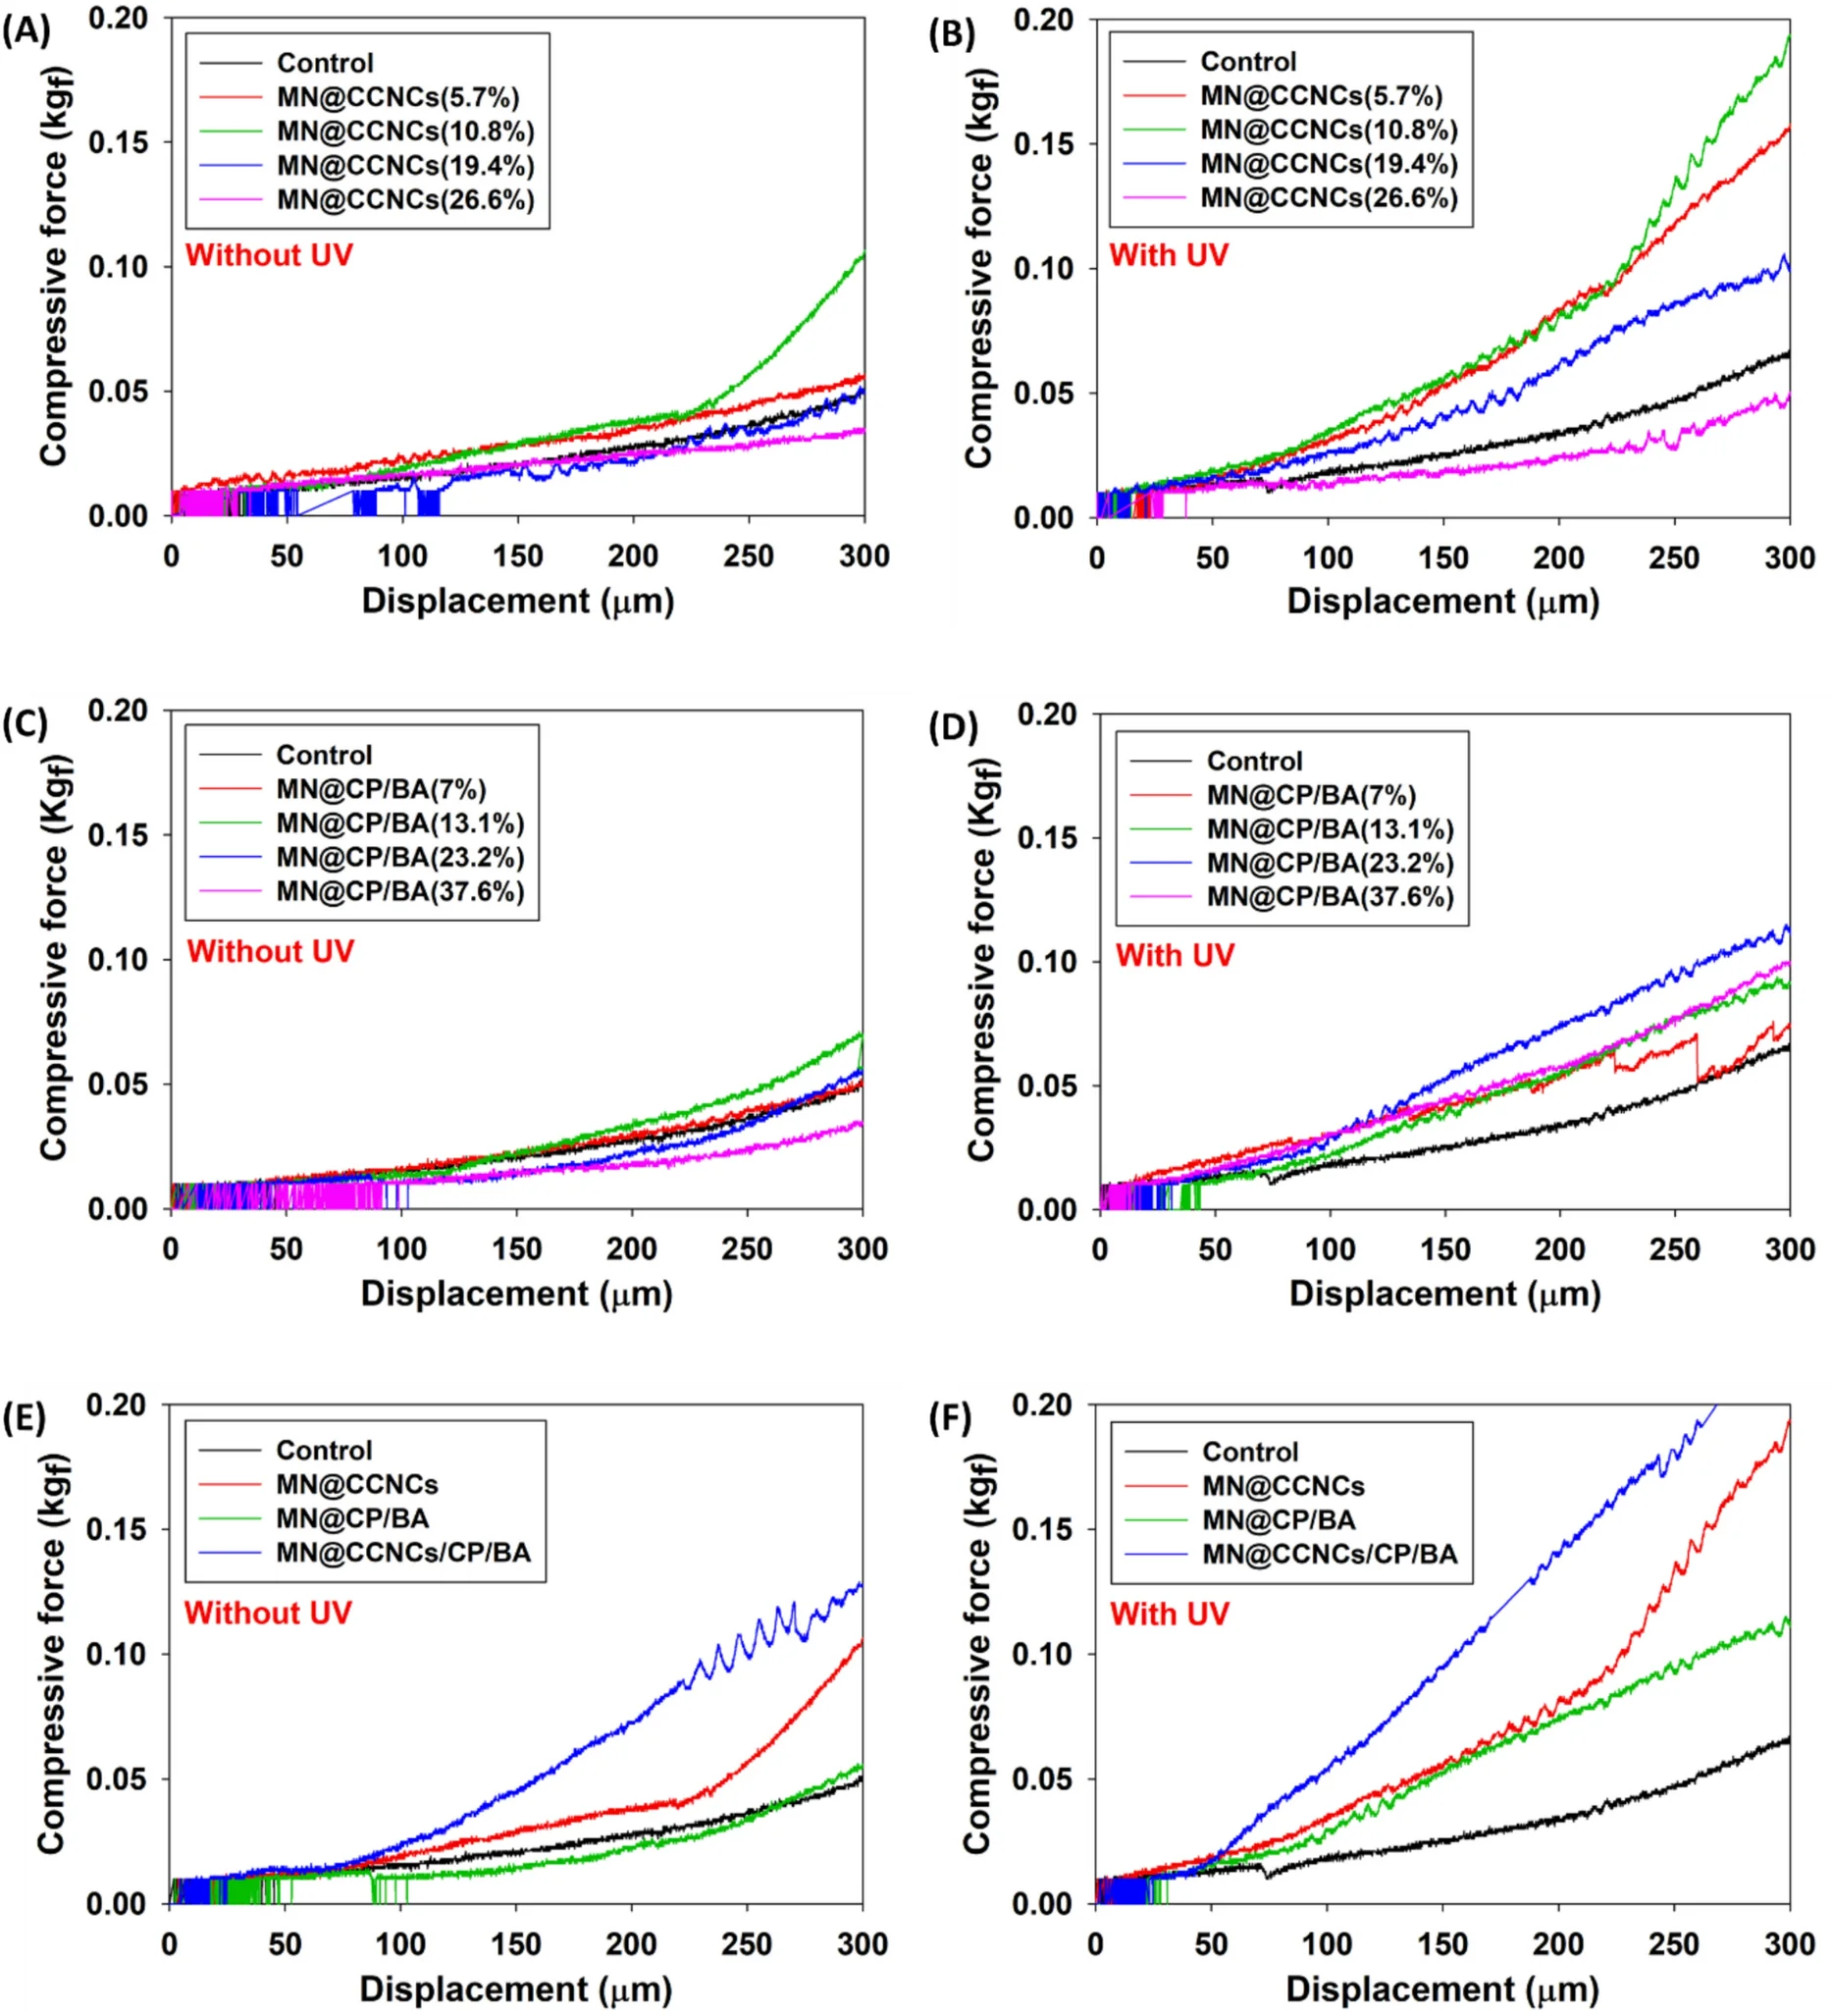 (A)
0.20
0.15
0.10
0.05
0.00
Compressive force (kgf)
Control
MN@CCNCs(5.7%)
MN@CCNCs(10.8%)
MN@CCNCs(19.4%)
MN@CCNCs(26.6%)
Without UV
0 50 100 150 200 250 300
Displacement (μm)
(B)
0.20
0.15
0.10
0.05
0.00
Compressive force (kgf)
Control
MN@CCNCs(5.7%)
MN@CCNCs(10.8%)
MN@CCNCs(19.4%)
MN@CCNCs(26.6%)
With UV
0 50 100 150 200 250 300
Displacement (μm)
(C)
0.20
0.15
0.10
0.05
0.00
Compressive force (Kgf)
Control
MN@CP/BA(7%)
MN@CP/BA(13.1%)
MN@CP/BA(23.2%)
MN@CP/BA(37.6%)
Without UV
0 50 100 150 200 250 300
Displacement (μm)
(D)
0.20
0.15
0.10
0.05
0.00
Compressive force (Kgf)
Control
MN@CP/BA(7%)
MN@CP/BA(13.1%)
MN@CP/BA(23.2%)
MN@CP/BA(37.6%)
With UV
0 50 100 150 200 250 300
Displacement (μm)
(E)
0.20
0.15
0.10
0.05
0.00
Compressive force (kgf)
Control
MN@CCNCs
MN@CP/BA
MN@CCNCs/CP/BA
Without UV
0 50 100 150 200 250 300
Displacement (μm)
(F)
0.20
0.15
0.10
0.05
0.00
Compressive force (kgf)
Control
MN@CCNCs
MN@CP/BA
MN@CCNCs/CP/BA
With UV
0 50 100 150 200 250 300
Displacement (μm)